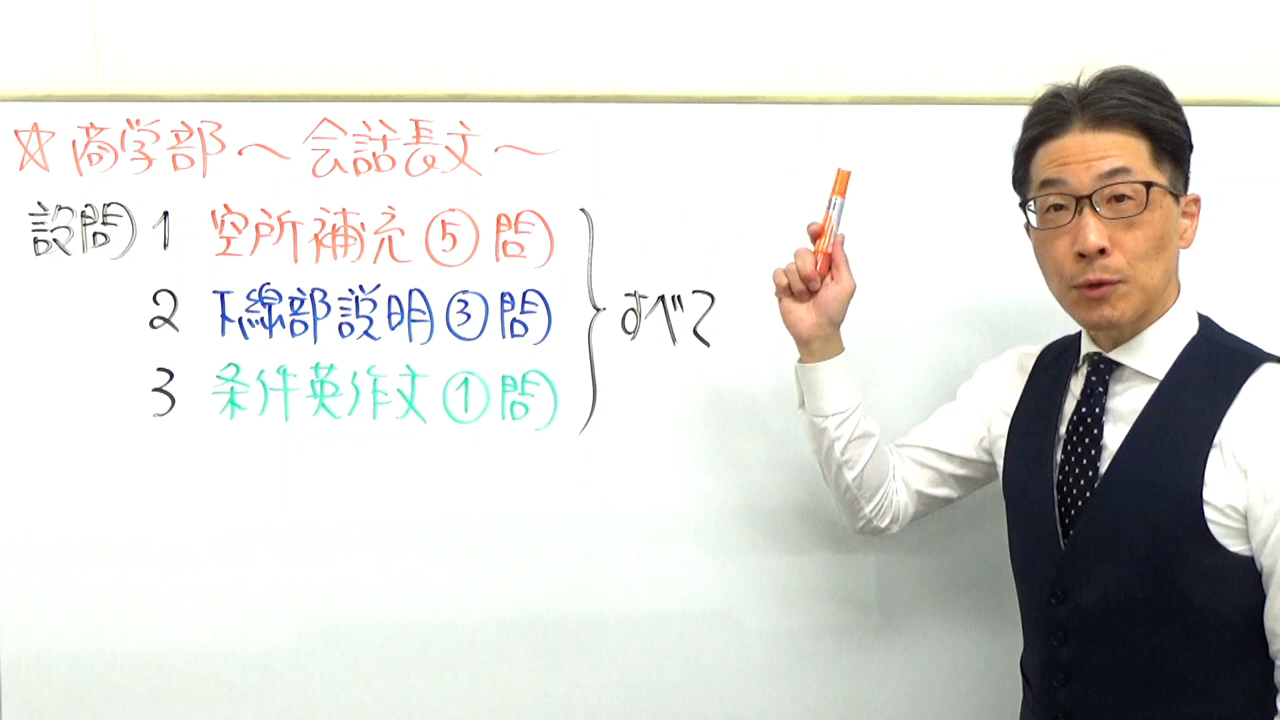 ☆商学部～会話長文～
設問1 空所補充⑤問
2 下線部説明③問
3 条件英作文①問
すべて